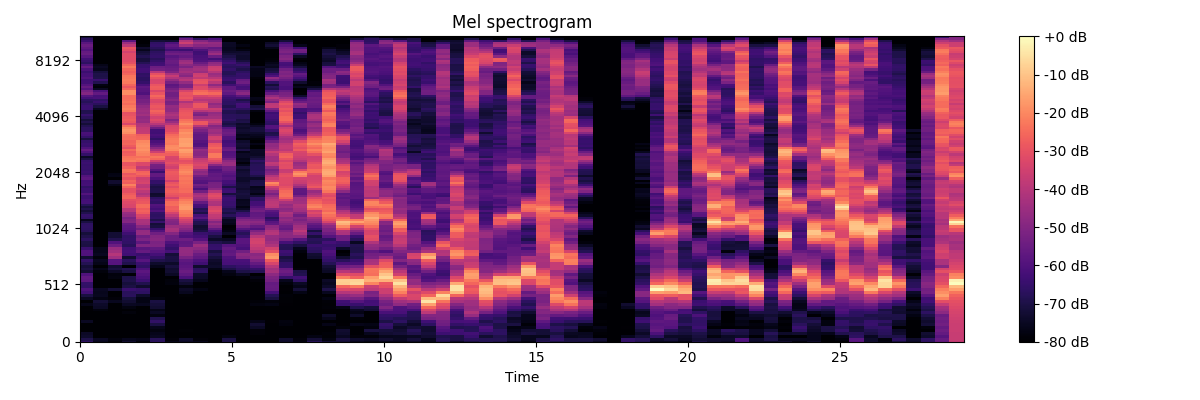 Mel spectrogram
+0 dB
8192
-10 dB
4096
-20 dB
-30 dB
2048
-40 dB
Hz
1024
-50 dB
-60 dB
512
-70 dB
0
-80 dB
0 5 10 15 20 25
Time